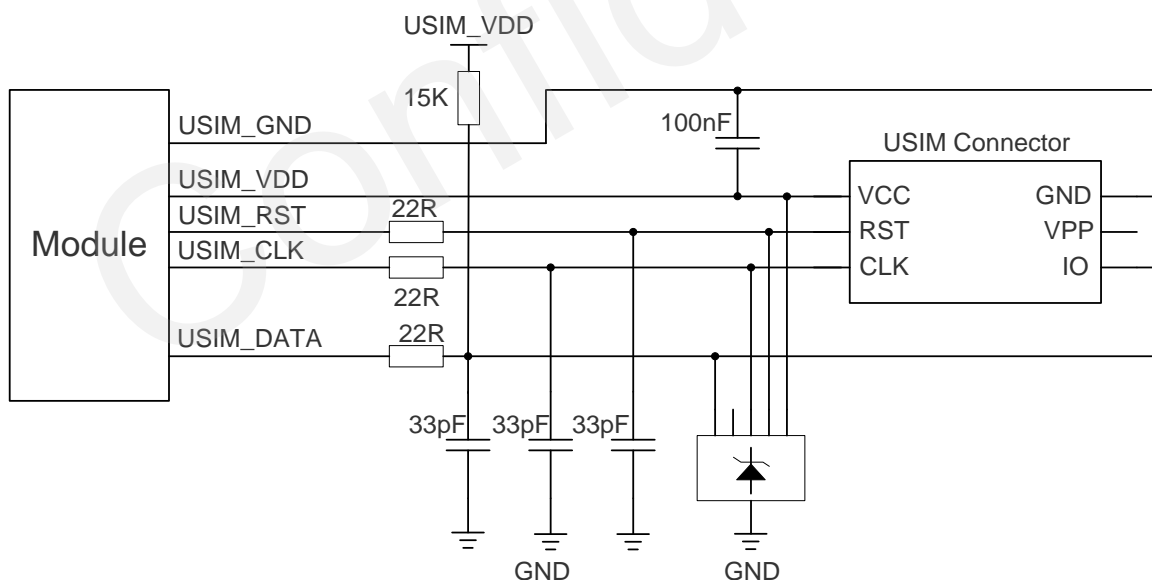 USIM_VDD
15K
USIM_GND
100nF
USIM Connector
USIM_VDD
VCC GND
USIM_RST 22R
RST VPP
Module
USIM_CLK
CLK IO
22R
USIM_DATA 22R
33pF 33pF 33pF
GND GND